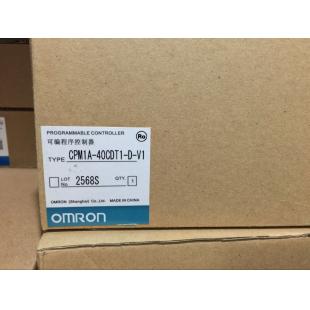 PROGRAMMABLE CONTROLLER
可编程序控制器
TYPE CPM1A-40CDT1-D-V1
LOT No. 2568S QTY. 1
OMRON
OMRON (Shanghai) Co.,Ltd. MADE IN CHINA